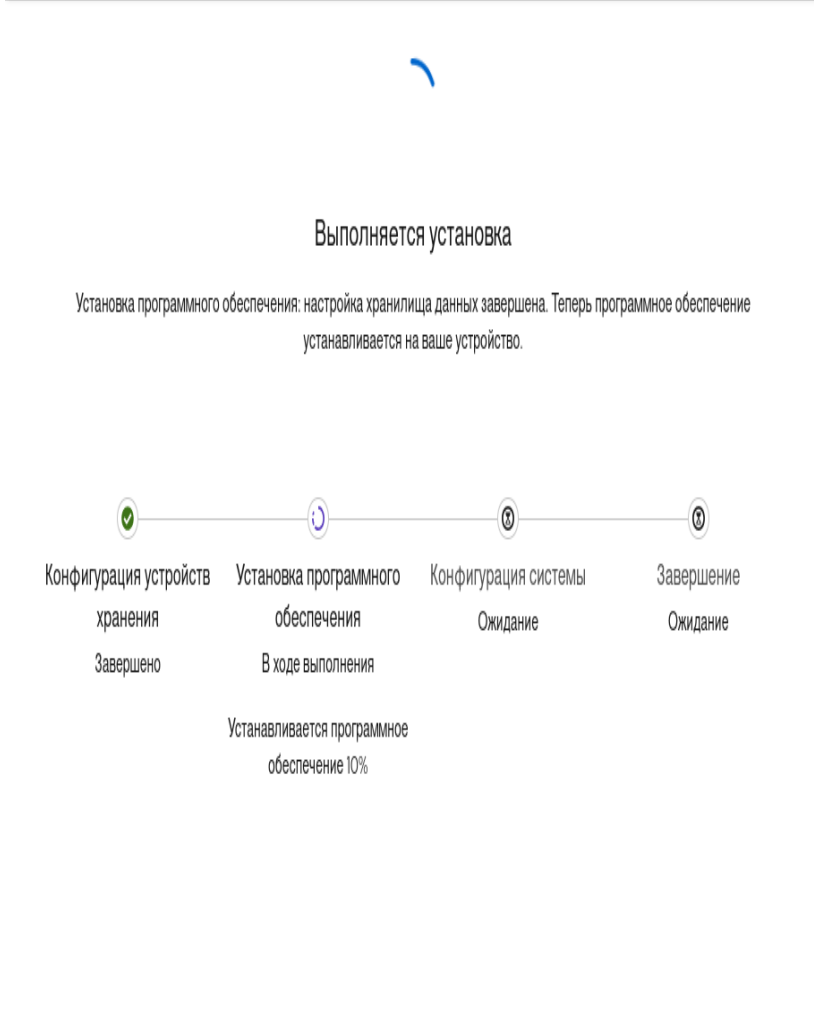 Выполняется установка
Установка программного обеспечения: настройка хранилища данных завершена. Теперь программное обеспечение
устанавливается на ваше устройство.
Конфигурация устройств
хранения
Завершено
Установка программного
обеспечения
В ходе выполнения
Устанавливается программное
обеспечение 10%
Конфигурация системы
Ожидание
Завершение
Ожидание